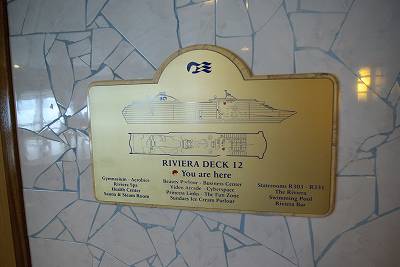 RIVIERA DECK 12
You are here
Gymnasium - Aerobics
Riviera Spa
Health Center
Sauna & Steam Room
Beauty Parlour - Business Center
Video Arcade - Cyberspace
Princess Links - The Fun Zone
Sundaes Ice Cream Parlour
Staterooms R303 - R331
The Riviera
Swimming Pool
Riviera Bar